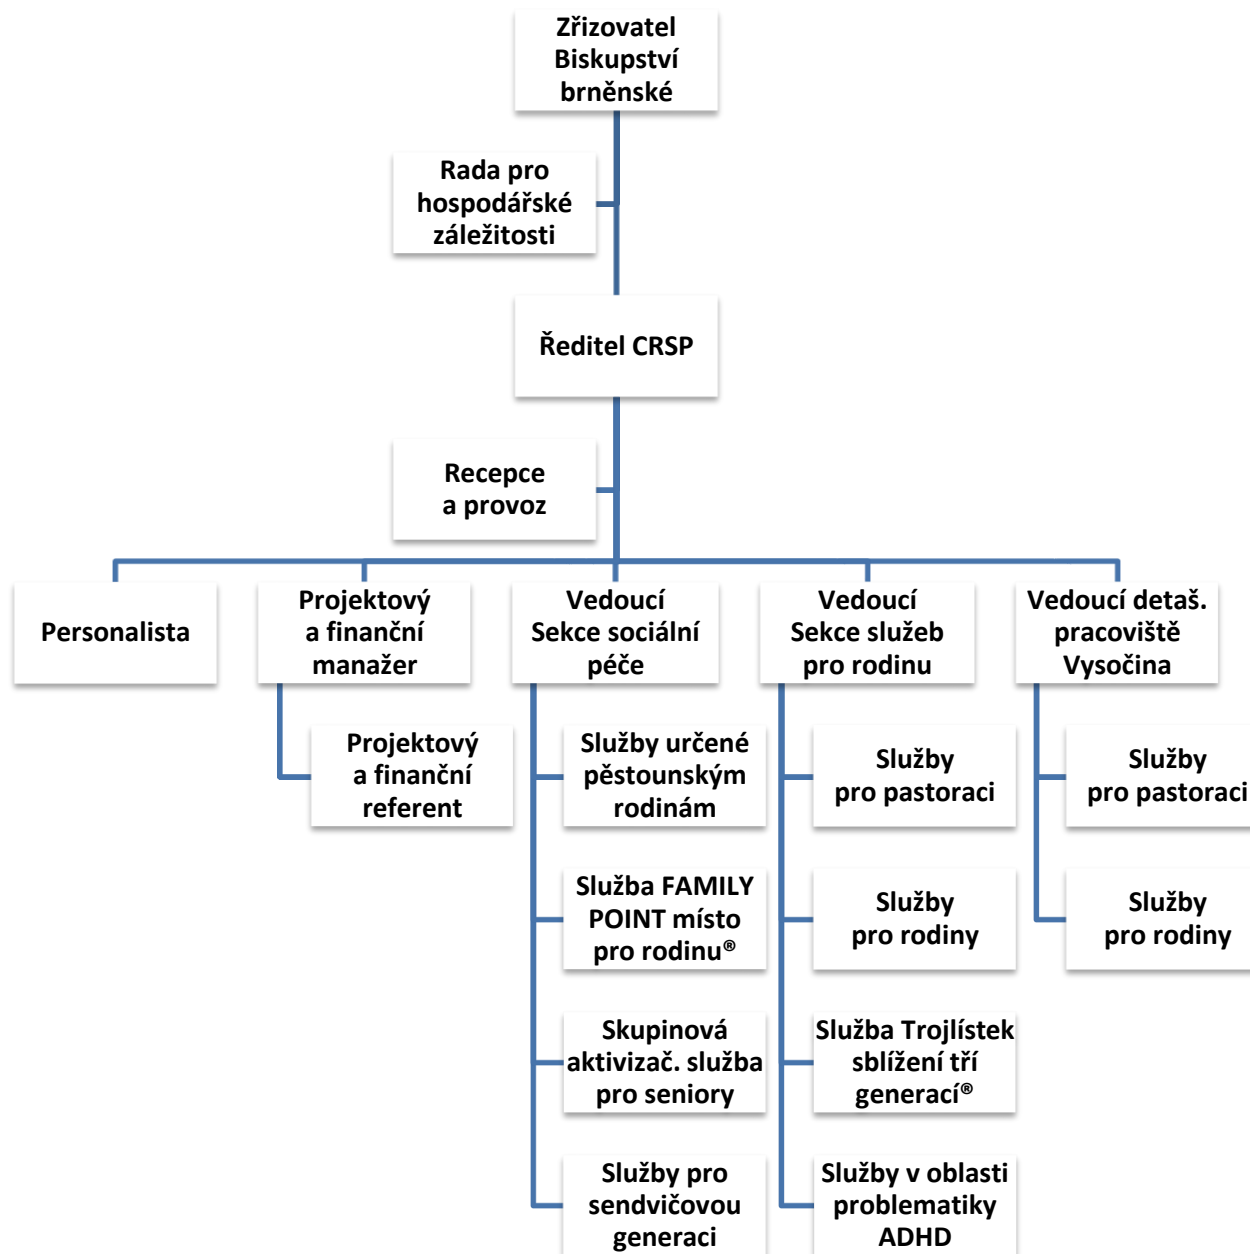 Zřizovatel
Biskupství
brněnské
Rada pro
hospodářské
záležitosti
Ředitel CRSP
Recepce
a provoz
Personalista
Projektový
a finanční
manažer
Vedoucí
Sekce sociální
péče
Vedoucí
Sekce služeb
pro rodinu
Vedoucí detaš.
pracoviště
Vysočina
Projektový
a finanční
referent
Služby určené
pěstounským
rodinám
Služba FAMILY
POINT místo
pro rodinu®
Skupinová
aktivizač. služba
pro seniory
Služby pro
sendvičovou
generaci
Služby
pro pastoraci
Služby
pro rodiny
Služba Trojlístek
sblížení tří
generací®
Služby v oblasti
problematiky
ADHD
Služby
pro pastoraci
Služby
pro rodiny